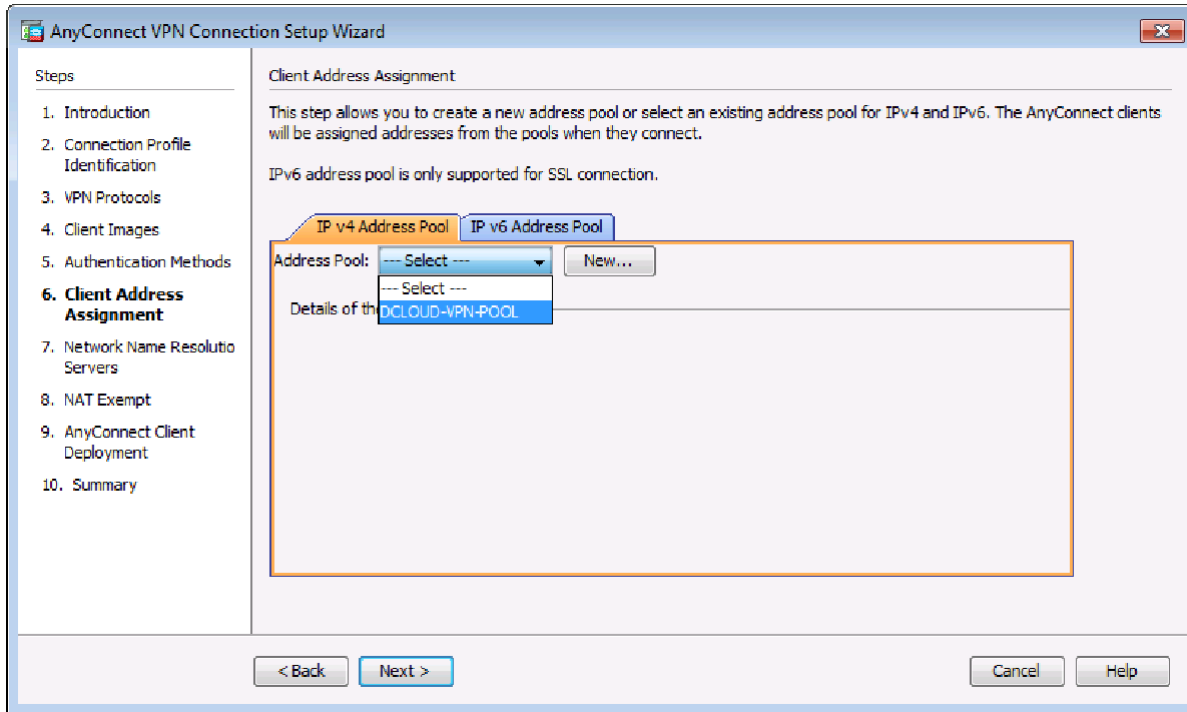 AnyConnect VPN Connection Setup Wizard
Steps
1. Introduction
2. Connection Profile
Identification
3. VPN Protocols
4. Client Images
5. Authentication Methods
6. Client Address
Assignment
7. Network Name Resolutio
Servers
8. NAT Exempt
9. AnyConnect Client
Deployment
10. Summary
Client Address Assignment
This step allows you to create a new address pool or select an existing address pool for IPv4 and IPv6. The AnyConnect clients
will be assigned addresses from the pools when they connect.
IPv6 address pool is only supported for SSL connection.
IP v4 Address Pool
IP v6 Address Pool
Address Pool:
--- Select ---
New...
--- Select ---
DCLOUD-VPN-POOL
Details of th
< Back
Next >
Cancel
Help